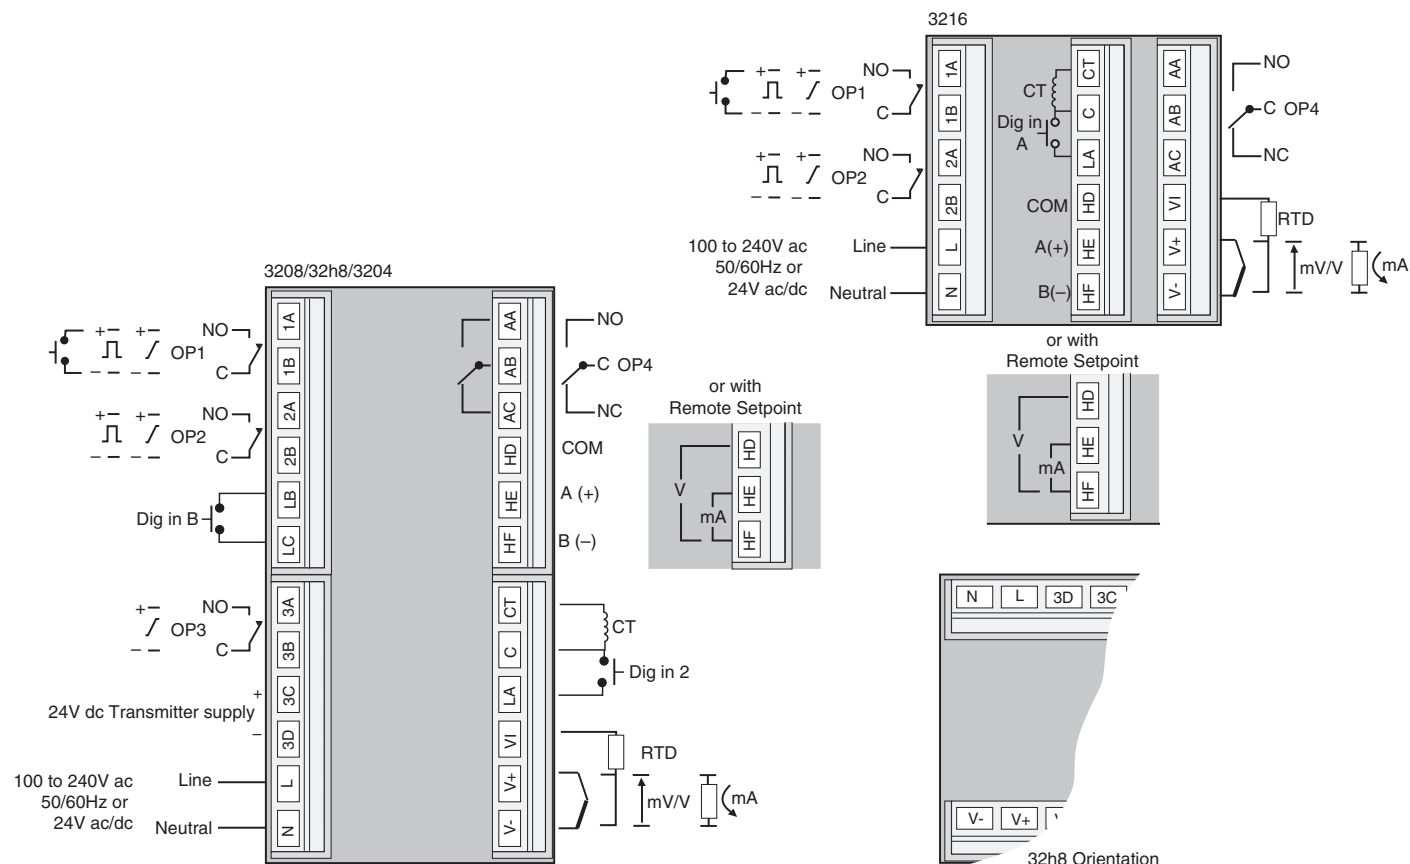 3216
NO
OP1
C
NO
OP2
C
100 to 240V ac
50/60Hz or
24V ac/dc
Line
Neutral
1A
1B
2A
2B
L
N
CT
Dig in
A
COM
A(+)
B(–)
CT
C
LA
HD
HE
HF
AA
AB
AC
VI
V+
V-
NO
C OP4
NC
RTD
mV/V
mA
or with
Remote Setpoint
V
mA
HD
HE
HF
3208/32h8/3204
NO
OP1
C
NO
OP2
C
Dig in B
NO
OP3
C
+
24V dc Transmitter supply
–
100 to 240V ac
50/60Hz or
24V ac/dc
Line
Neutral
1A
1B
2A
2B
LB
LC
3A
3B
3C
3D
L
N
AA
AB
AC
HD
HE
HF
CT
C
LA
VI
V+
V-
NO
C OP4
NC
COM
A (+)
B (–)
CT
Dig in 2
RTD
mV/V
mA
or with
Remote Setpoint
V
mA
HD
HE
HF
N L 3D 3C
V- V+
32h8 Orientation